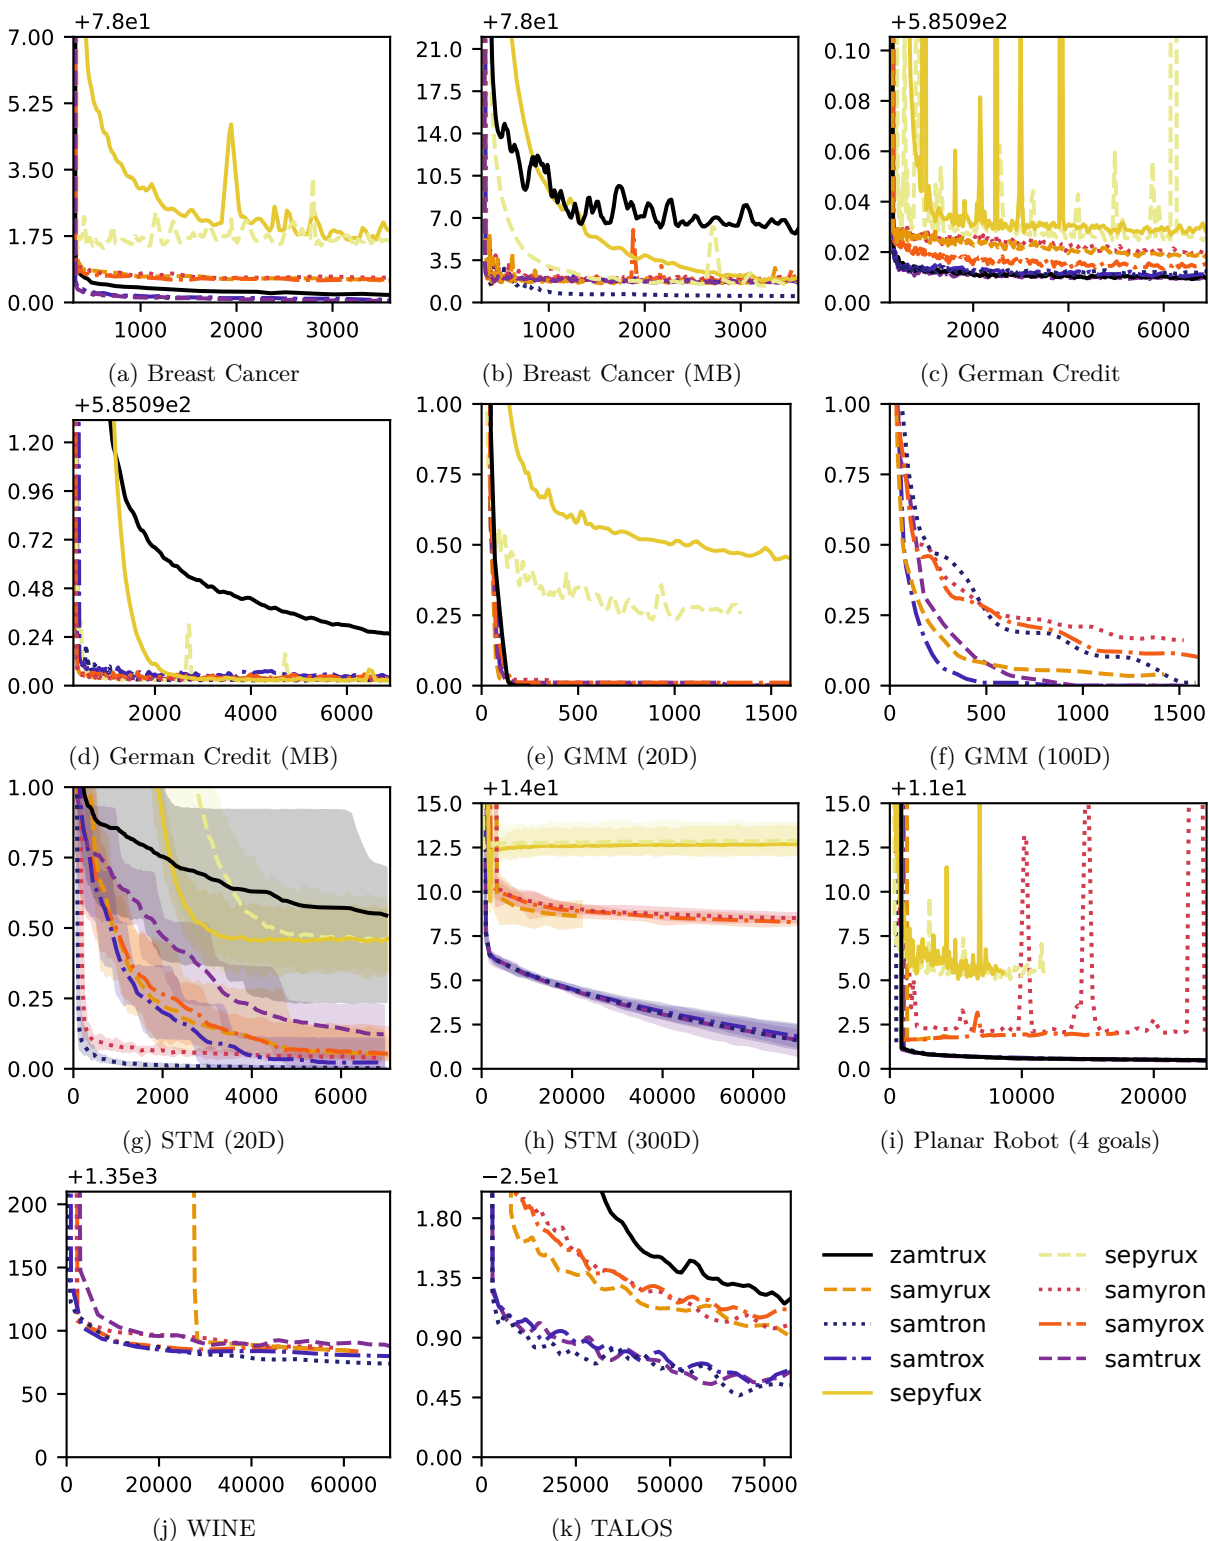 +7.8e1
7.00
5.25
3.50
1.75
0.00
1000 2000 3000
(a) Breast Cancer
+7.8e1
21.0
17.5
14.0
10.5
7.0
3.5
0.0
1000 2000 3000
(b) Breast Cancer (MB)
+5.8509e2
0.10
0.08
0.06
0.04
0.02
0.00
2000 4000 6000
(c) German Credit
+5.8509e2
1.20
0.96
0.72
0.48
0.24
0.00
2000 4000 6000
(d) German Credit (MB)
1.00
0.75
0.50
0.25
0.00
0 500 1000 1500
(e) GMM (20D)
1.00
0.75
0.50
0.25
0.00
0 500 1000 1500
(f) GMM (100D)
1.00
0.75
0.50
0.25
0.00
0 2000 4000 6000
(g) STM (20D)
+1.4e1
15.0
12.5
10.0
7.5
5.0
2.5
0.0
0 20000 40000 60000
(h) STM (300D)
+1.1e1
15.0
12.5
10.0
7.5
5.0
2.5
0.0
0 10000 20000
(i) Planar Robot (4 goals)
+1.35e3
200
150
100
50
0
0 20000 40000 60000
(j) WINE
−2.5e1
1.80
1.35
0.90
0.45
0.00
0 25000 50000 75000
(k) TALOS
zamtrux
samyrux
samtron
samtrox
sepyfux
sepyrux
samyron
samyrox
samtrux